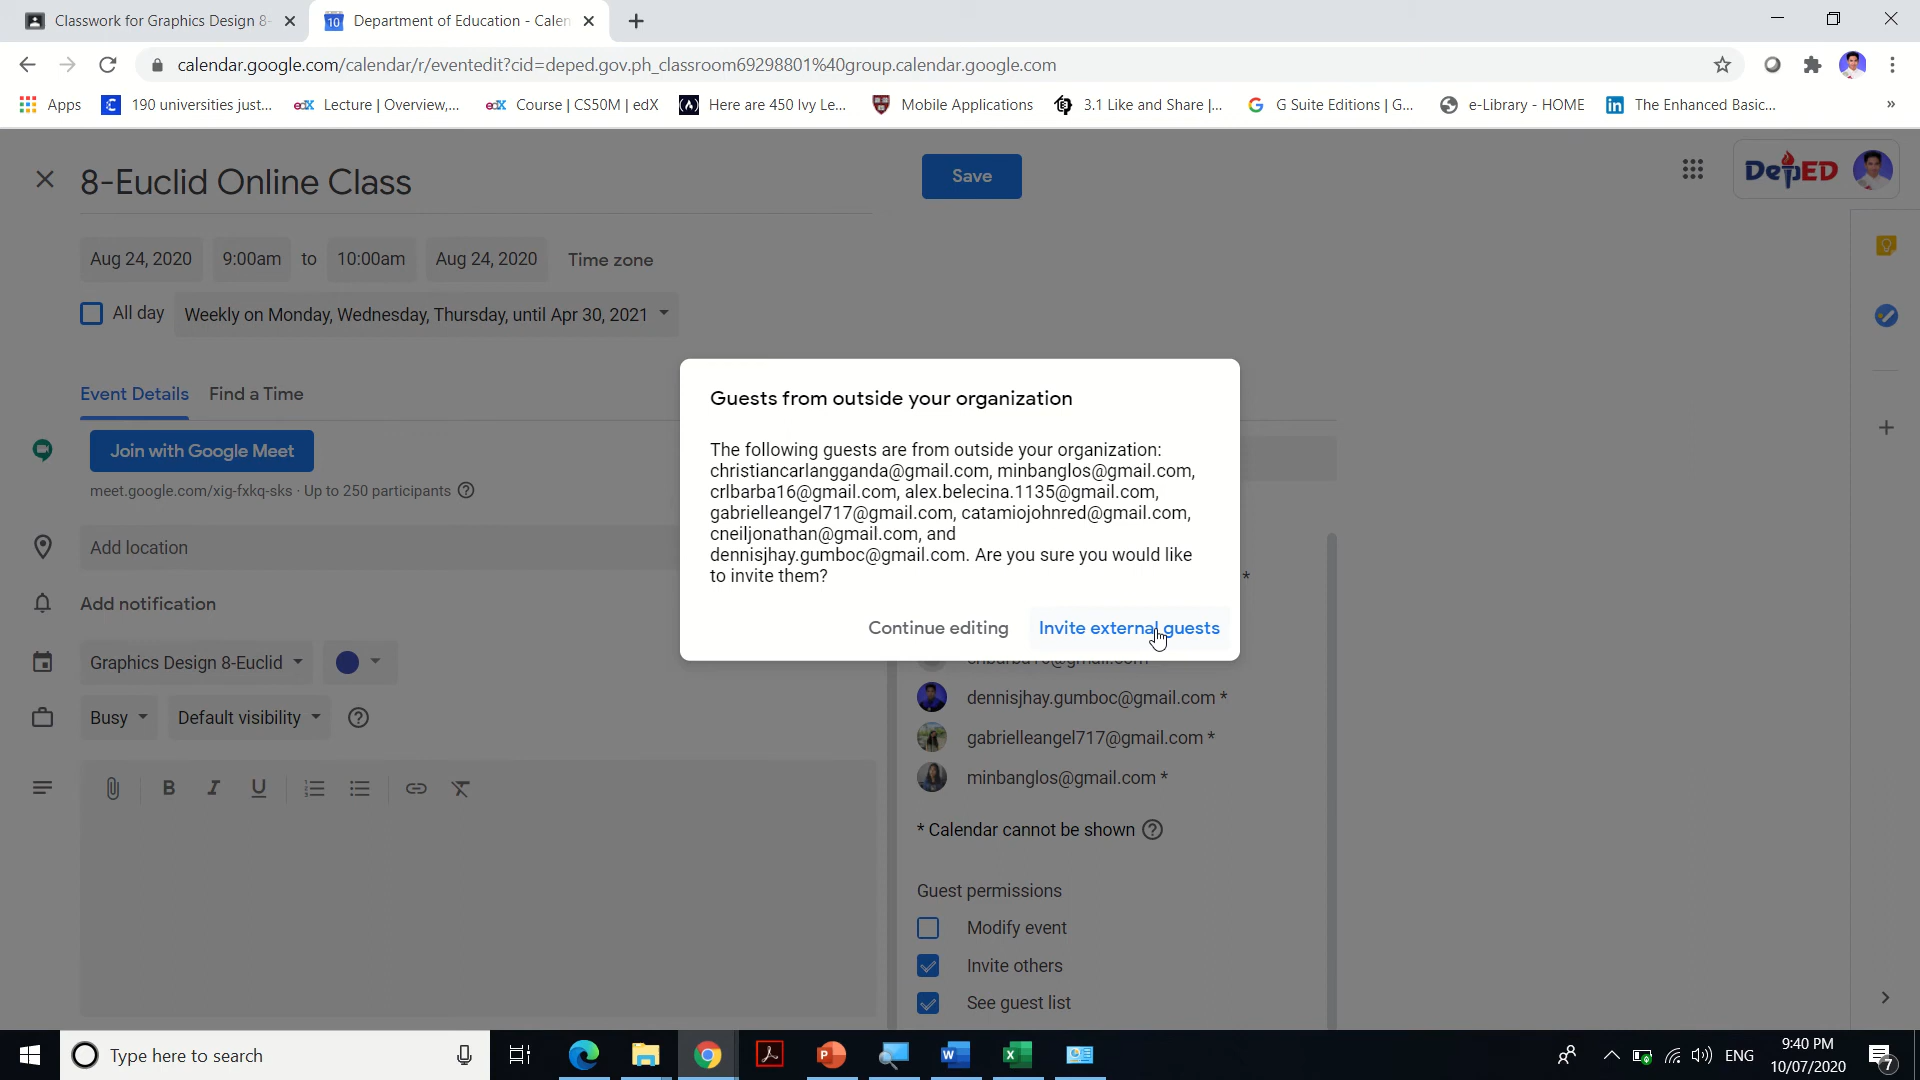 Classwork for Graphics Design 8-
Department of Education - Calen
calendar.google.com/calendar/r/eventedit?cid=deped.gov.ph_classroom69298801%40group.calendar.google.com
Apps
190 universities just...
Lecture | Overview,...
Course | CS50M | edX
Here are 450 Ivy Le...
Mobile Applications
3.1 Like and Share |...
G Suite Editions | G...
e-Library - HOME
The Enhanced Basic...
»
8-Euclid Online Class
Save
DepED
Aug 24, 2020 9:00am to 10:00am Aug 24, 2020 Time zone
All day Weekly on Monday, Wednesday, Thursday, until Apr 30, 2021
Event Details Find a Time
Join with Google Meet
meet.google.com/xig-fxkq-sks · Up to 250 participants
Add location
Add notification
Graphics Design 8-Euclid
Busy Default visibility
B I U
Guests from outside your organization
The following guests are from outside your organization:
christiancarlangganda@gmail.com, minbanglos@gmail.com,
crlbarba16@gmail.com, alex.belecina.1135@gmail.com,
gabrielleangel717@gmail.com, catamiojohnred@gmail.com,
cneiljonathan@gmail.com, and
dennisjhay.gumboc@gmail.com. Are you sure you would like
to invite them?
Continue editing Invite external guests
*
dennisjhay.gumboc@gmail.com *
gabrielleangel717@gmail.com *
minbanglos@gmail.com *
* Calendar cannot be shown
Guest permissions
Modify event
Invite others
See guest list
Type here to search
ENG
9:40 PM
10/07/2020
7